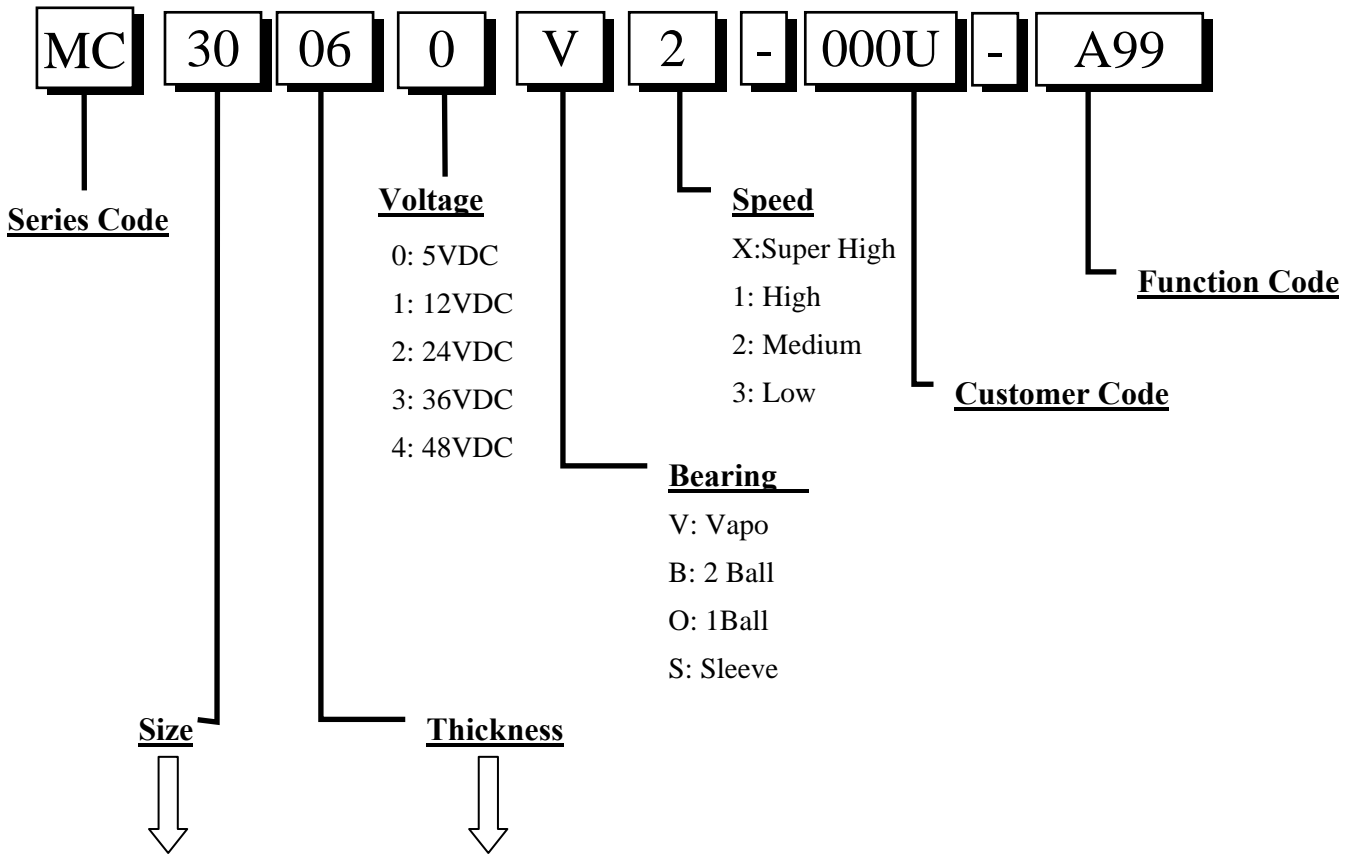 MC 30 06 0 V 2 - 000U - A99
Series Code
Voltage
0: 5VDC
1: 12VDC
2: 24VDC
3: 36VDC
4: 48VDC
Speed
X:Super High
1: High
2: Medium
3: Low
Function Code
Customer Code
Bearing
V: Vapo
B: 2 Ball
O: 1Ball
S: Sleeve
Size
Thickness